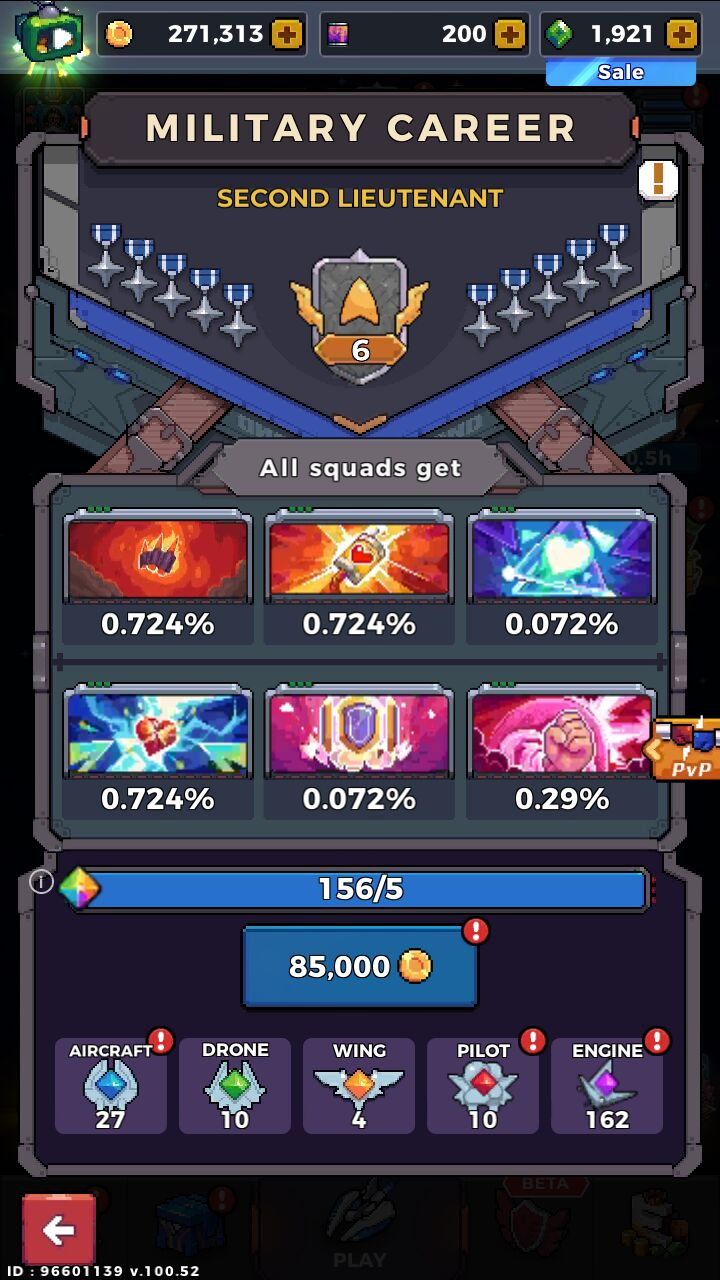 271,313
200
1,921
Sale
MILITARY CAREER
SECOND LIEUTENANT
6
0.5h
All squads get
0.724%
0.724%
0.072%
0.724%
0.072%
0.29%
PvP
156/5
85,000
AIRCRAFT
DRONE
WING
PILOT
ENGINE
27
10
4
10
162
BETA
PLAY
ID : 96601139 v.100.52